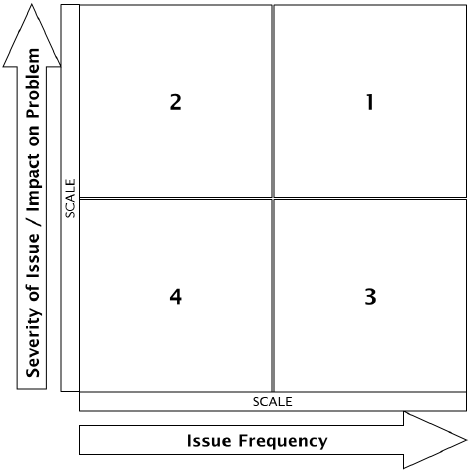 Severity of Issue / Impact on Problem
SCALE
2
1
4
3
SCALE
Issue Frequency